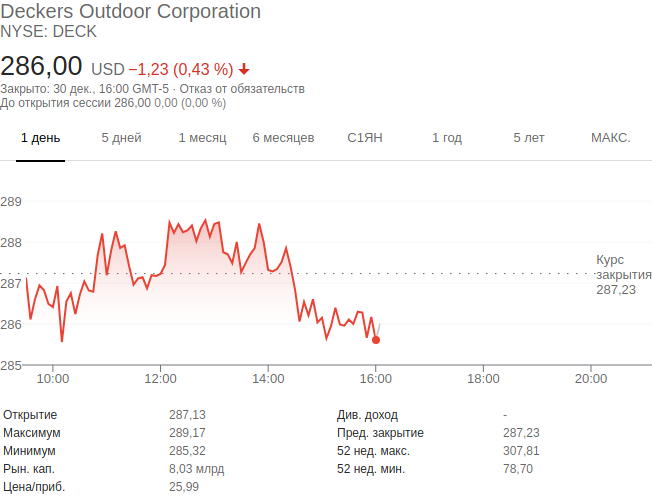 Deckers Outdoor Corporation
NYSE: DECK
286,00 USD −1,23 (0,43 %)
Закрыто: 30 дек., 16:00 GMT-5 · Отказ от обязательств
До открытия сессии 286,00 0,00 (0,00 %)
1 день 5 дней 1 месяц 6 месяцев С1ЯН 1 год 5 лет МАКС.
289
288
Курс
закрытия
287,23
287
286
285
10:00 12:00 14:00 16:00 18:00 20:00
Открытие 287,13 Див. доход -
Максимум 289,17 Пред. закрытие 287,23
Минимум 285,32 52 нед. макс. 307,81
Рын. кап. 8,03 млрд 52 нед. мин. 78,70
Цена/приб. 25,99